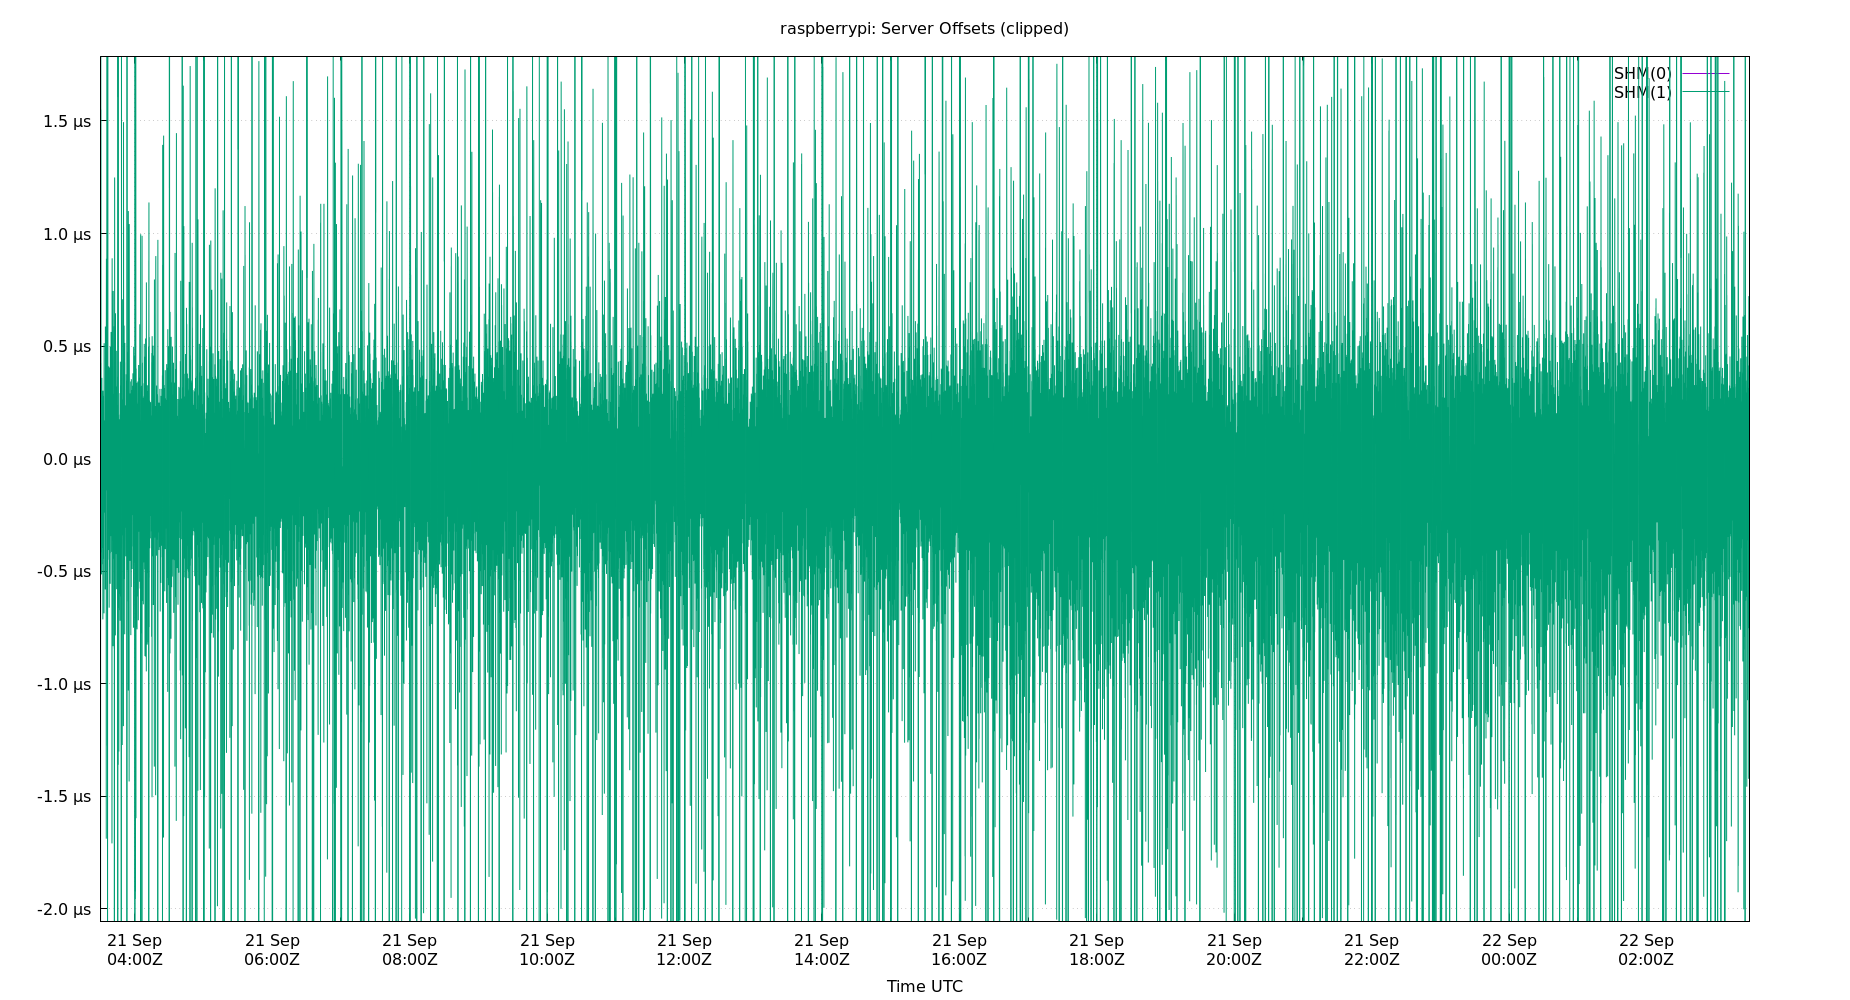 raspberrypi: Server Offsets (clipped)
SHM(0)
SHM(1)
1.5 µs
1.0 µs
0.5 µs
0.0 µs
-0.5 µs
-1.0 µs
-1.5 µs
-2.0 µs
21 Sep 21 Sep 21 Sep 21 Sep 21 Sep 21 Sep 21 Sep 21 Sep 21 Sep 21 Sep 22 Sep 22 Sep
04:00Z 06:00Z 08:00Z 10:00Z 12:00Z 14:00Z 16:00Z 18:00Z 20:00Z 22:00Z 00:00Z 02:00Z
Time UTC